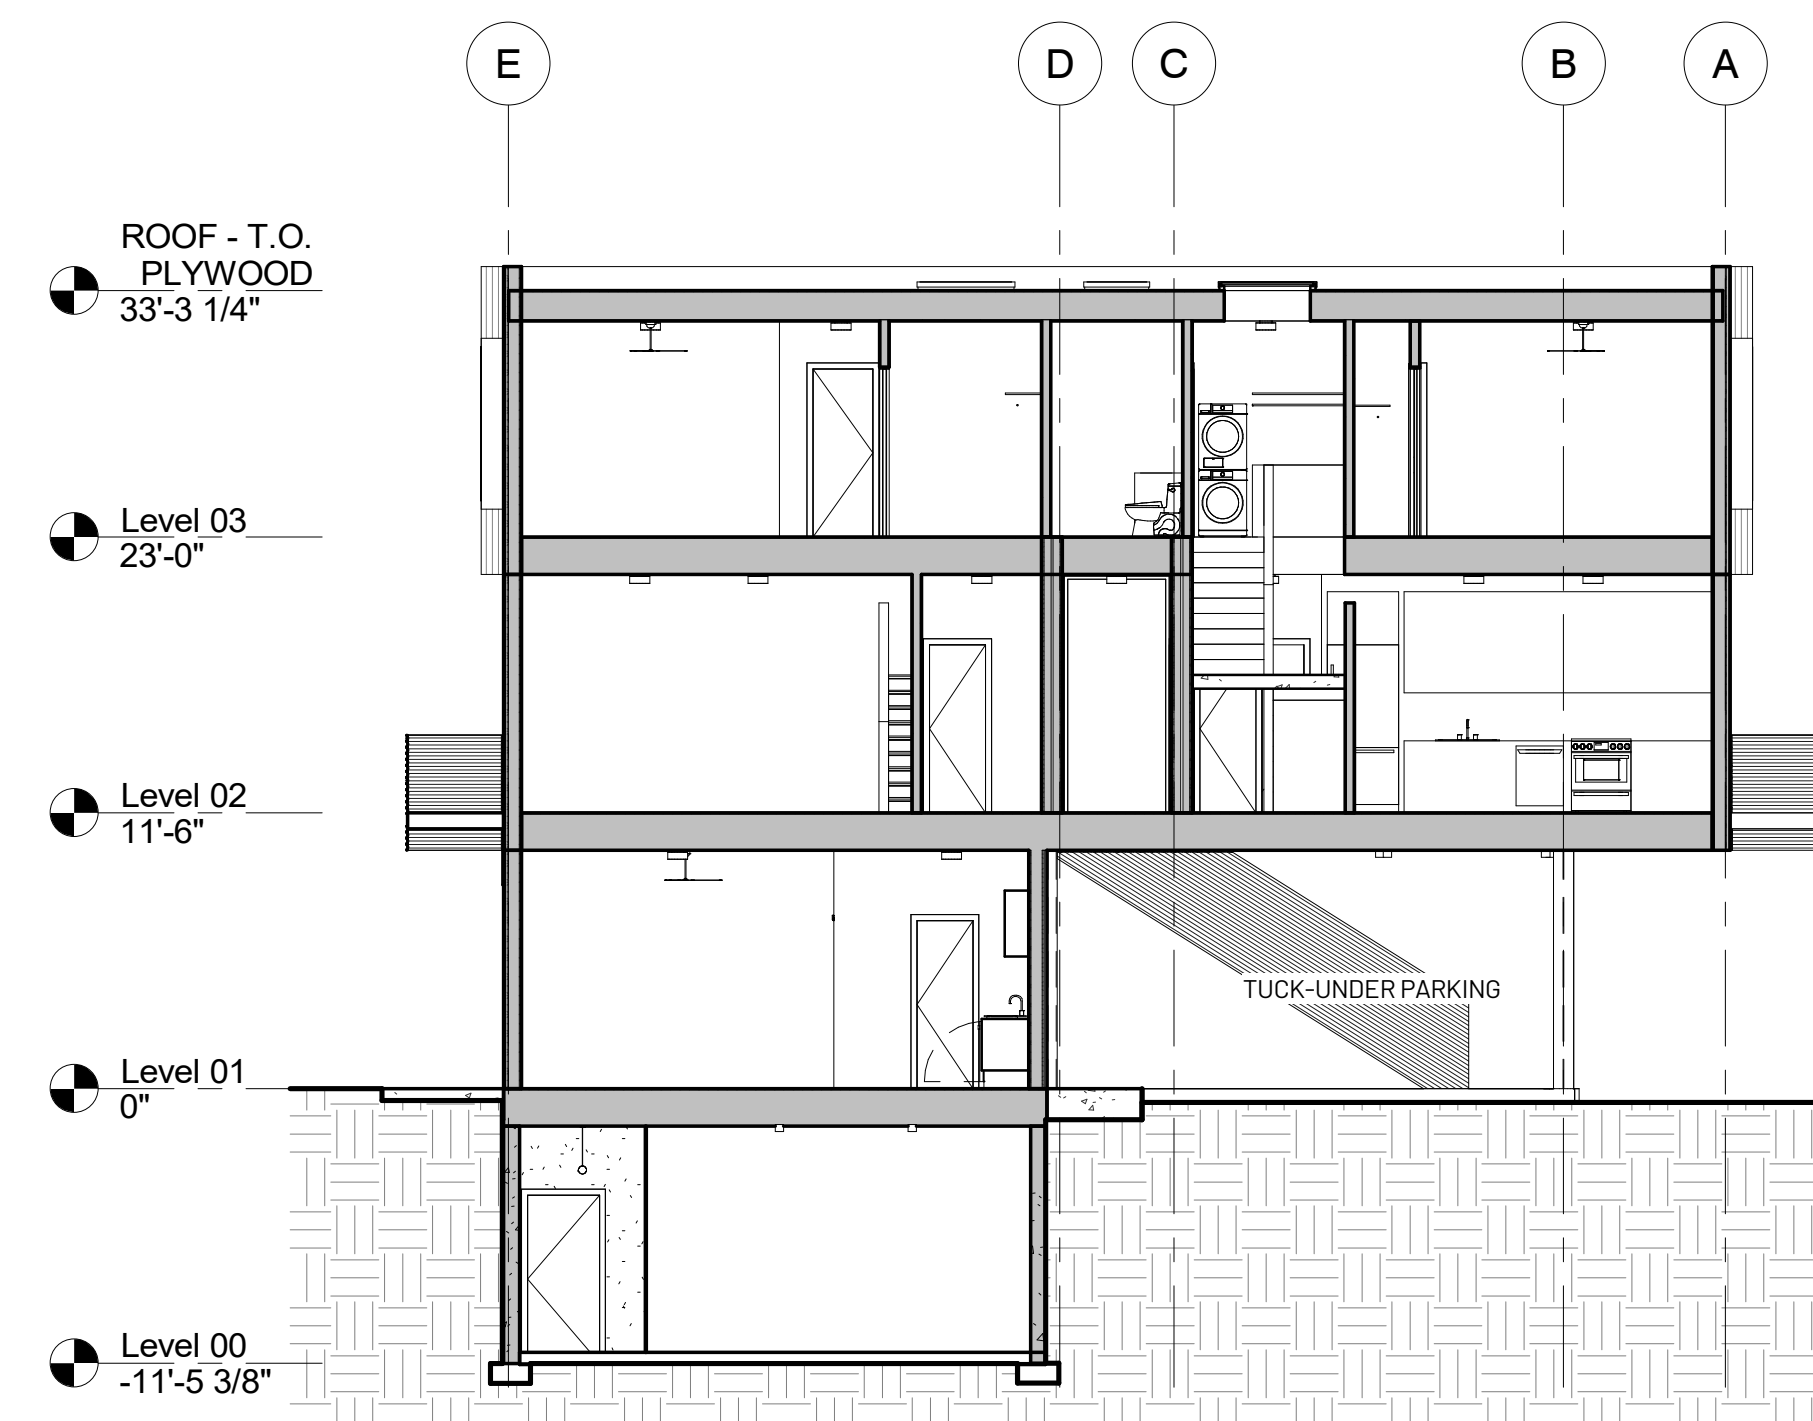 E D C B A
ROOF - T.O.
PLYWOOD
33'-3 1/4"
Level 03
23'-0"
Level 02
11'-6"
TUCK-UNDER PARKING
Level 01
0"
Level 00
-11'-5 3/8"